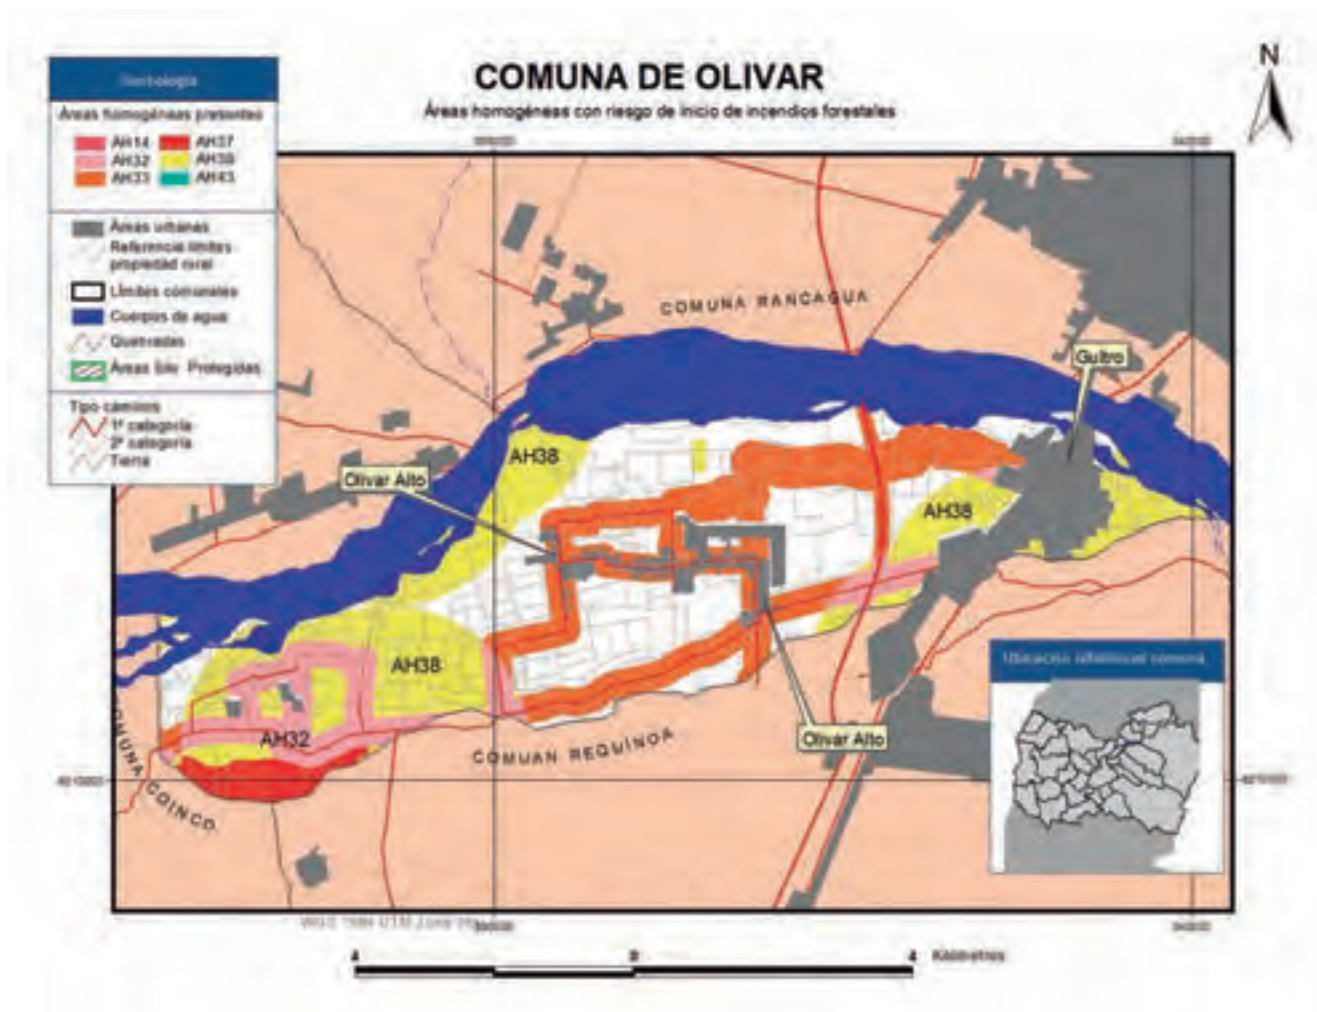 COMUNA DE OLIVAR
Áreas homogéneas con riesgo de inicio de incendios forestales
N
Áreas homogéneas presentes
AH14
AH37
AH32
AH38
AH33
AH43
Áreas urbanas
Referencia límites
propiedad rural
Límites comunales
Cuerpos de agua
Quebradas
Áreas Silv. Protegidas
Tipo caminos
1ª categoría
2ª categoría
Tierra
COMUNA RANCAGUA
Gultro
AH38
Olivar Alto
AH38
AH38
AH32
Olivar Alto
COMUAN REQUÍNOA
COMUNA COINCO
4
4
Kilómetros